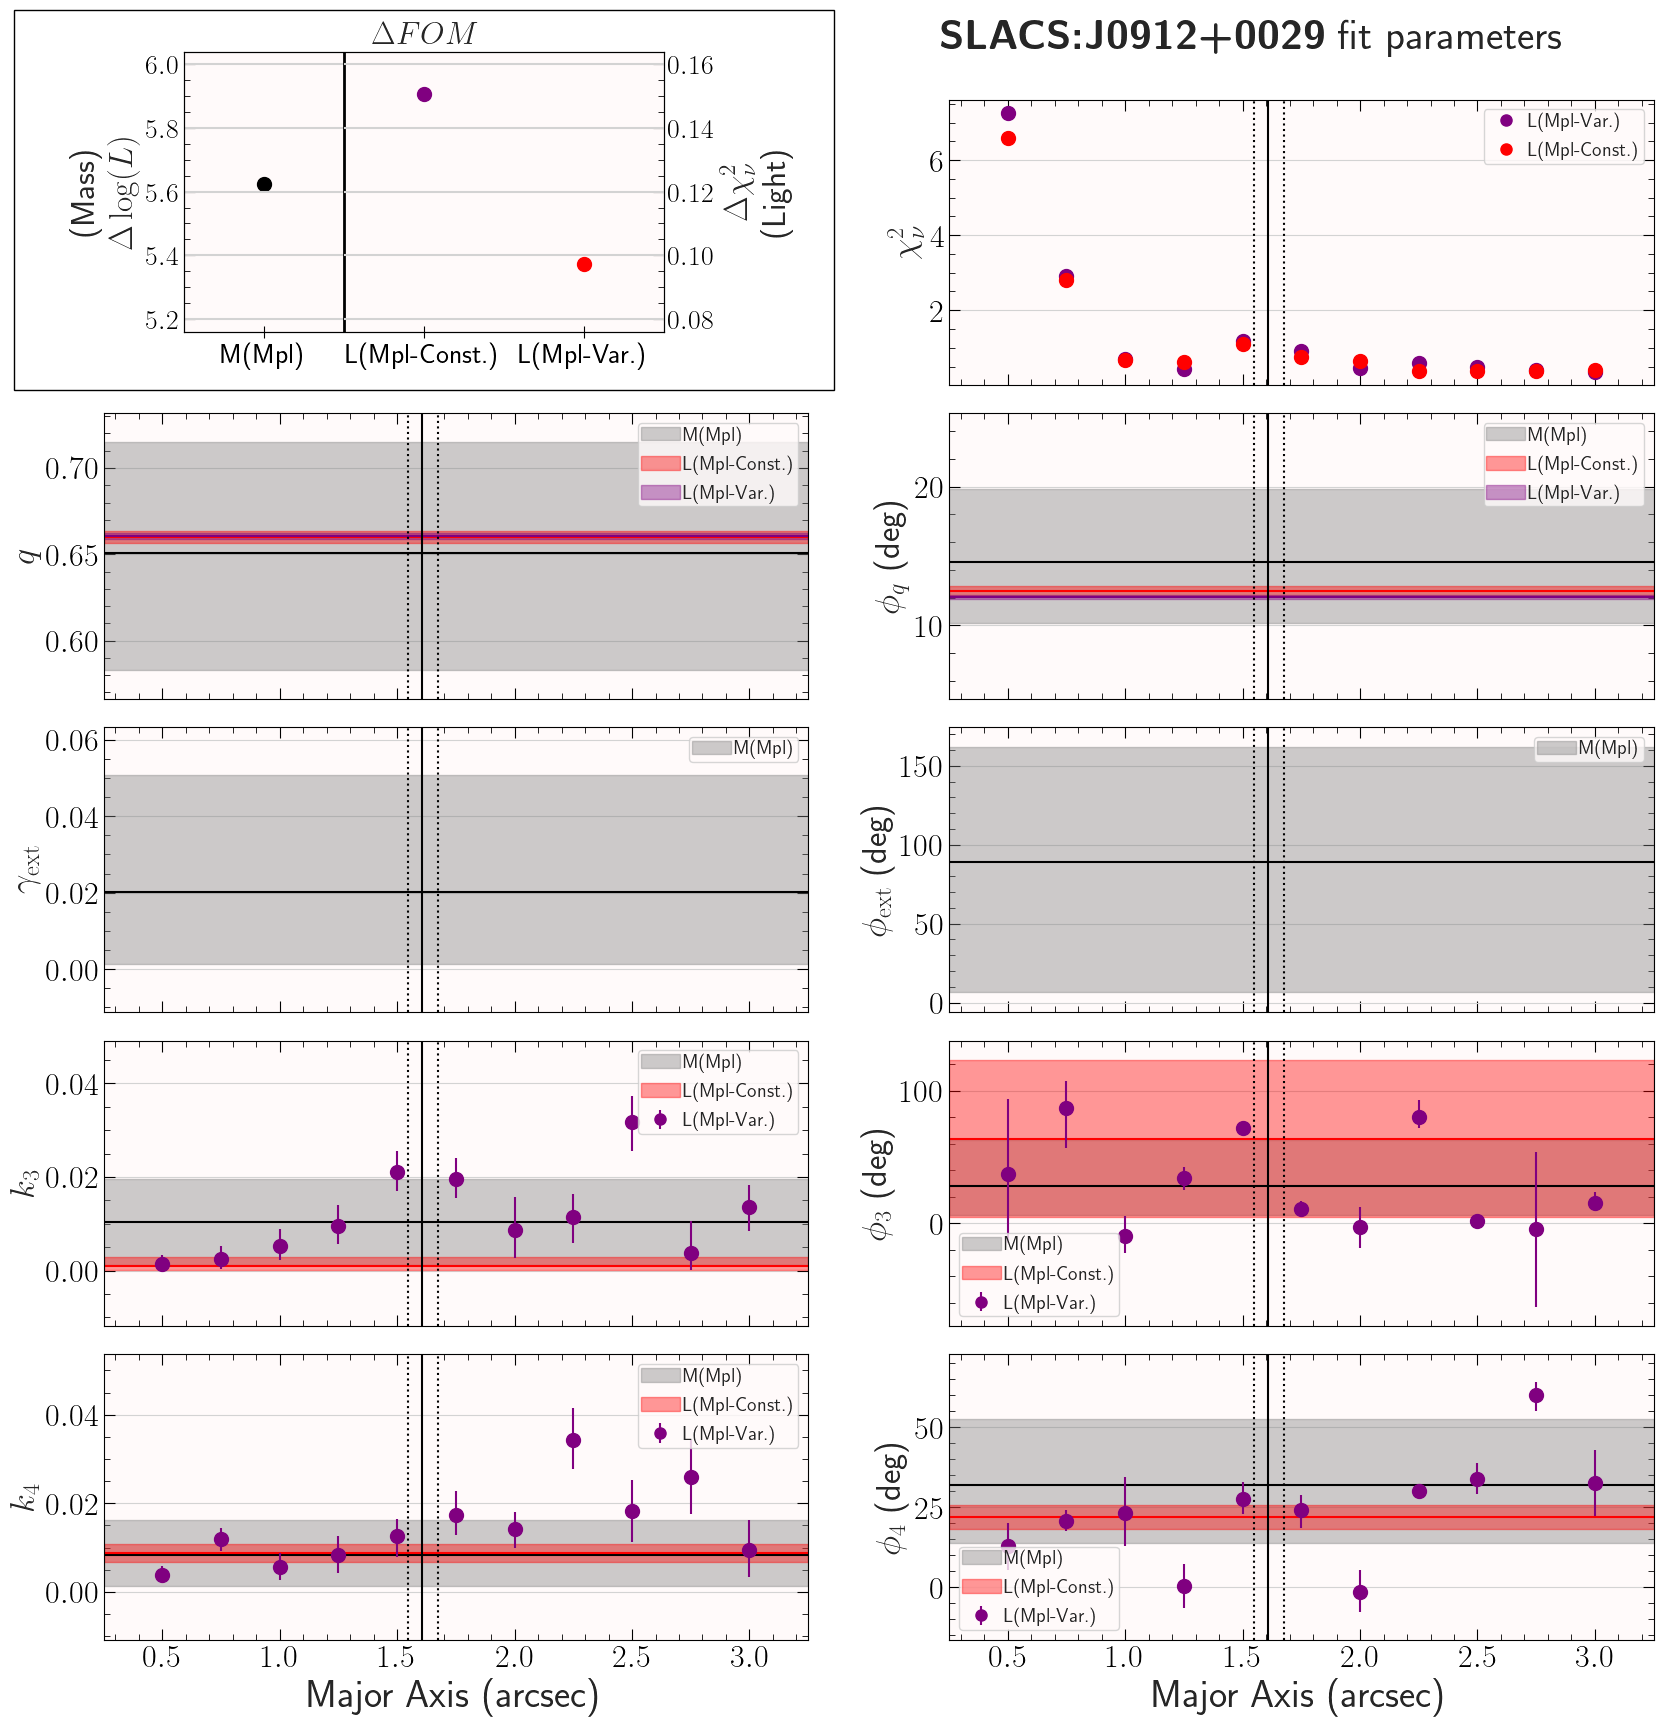 ΔFOM
SLACS:J0912+0029 fit parameters
(Mass)
Δ log(L)
6.0
5.8
5.6
5.4
5.2
0.16
0.14
0.12
0.10
0.08
Δχ²_ν
(Light)
M(Mpl) L(Mpl-Const.) L(Mpl-Var.)
χ²_ν
6
4
2
L(Mpl-Var.)
L(Mpl-Const.)
q
0.70
0.65
0.60
M(Mpl)
L(Mpl-Const.)
L(Mpl-Var.)
ϕ_q (deg)
20
10
M(Mpl)
L(Mpl-Const.)
L(Mpl-Var.)
γ_ext
0.06
0.04
0.02
0.00
M(Mpl)
ϕ_ext (deg)
150
100
50
0
M(Mpl)
k₃
0.04
0.02
0.00
M(Mpl)
L(Mpl-Const.)
L(Mpl-Var.)
ϕ₃ (deg)
100
0
M(Mpl)
L(Mpl-Const.)
L(Mpl-Var.)
k₄
0.04
0.02
0.00
M(Mpl)
L(Mpl-Const.)
L(Mpl-Var.)
0.5 1.0 1.5 2.0 2.5 3.0
Major Axis (arcsec)
ϕ₄ (deg)
50
25
0
M(Mpl)
L(Mpl-Const.)
L(Mpl-Var.)
0.5 1.0 1.5 2.0 2.5 3.0
Major Axis (arcsec)